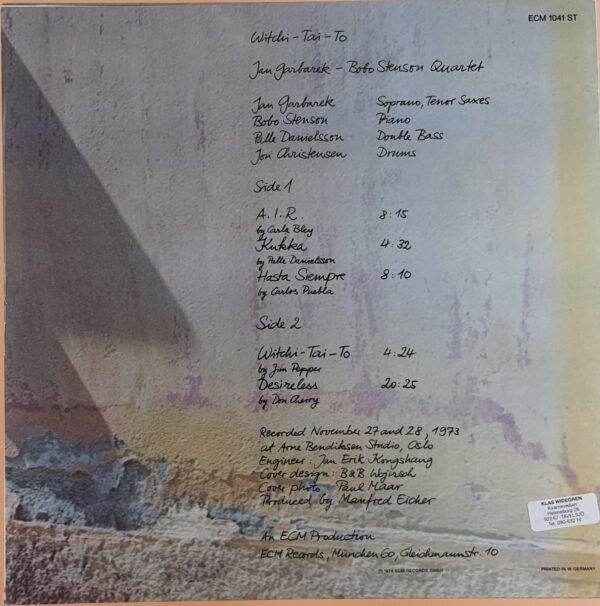 ECM 1041 ST
Witchi-Tai-To
Jan Garbarek - Bobo Stenson Quartet
Jan Garbarek Soprano, Tenor Saxes
Bobo Stenson Piano
Palle Danielsson Double Bass
Jon Christensen Drums
Side 1
A.I.R. 8:15
by Carla Bley
Kukka 4:32
by Palle Danielsson
Hasta Siempre 8:10
by Carlos Puebla
Side 2
Witchi-Tai-To 4:24
by Jim Pepper
Desireless 20:25
by Don Cherry
Recorded November 27 and 28, 1973
at Arne Bendiksen Studio, Oslo
Engineer: Jan Erik Kongshaug
Cover design: B&B Wojirsch
Cover photo: Paul Maar
Produced by Manfred Eicher
An ECM Production
ECM Records, München 60, Gleichmannstr. 10
℗ 1974 ECM RECORDS GMBH
PRINTED IN W. GERMANY
KLAS WIDEGREN
TAVELSJÖ